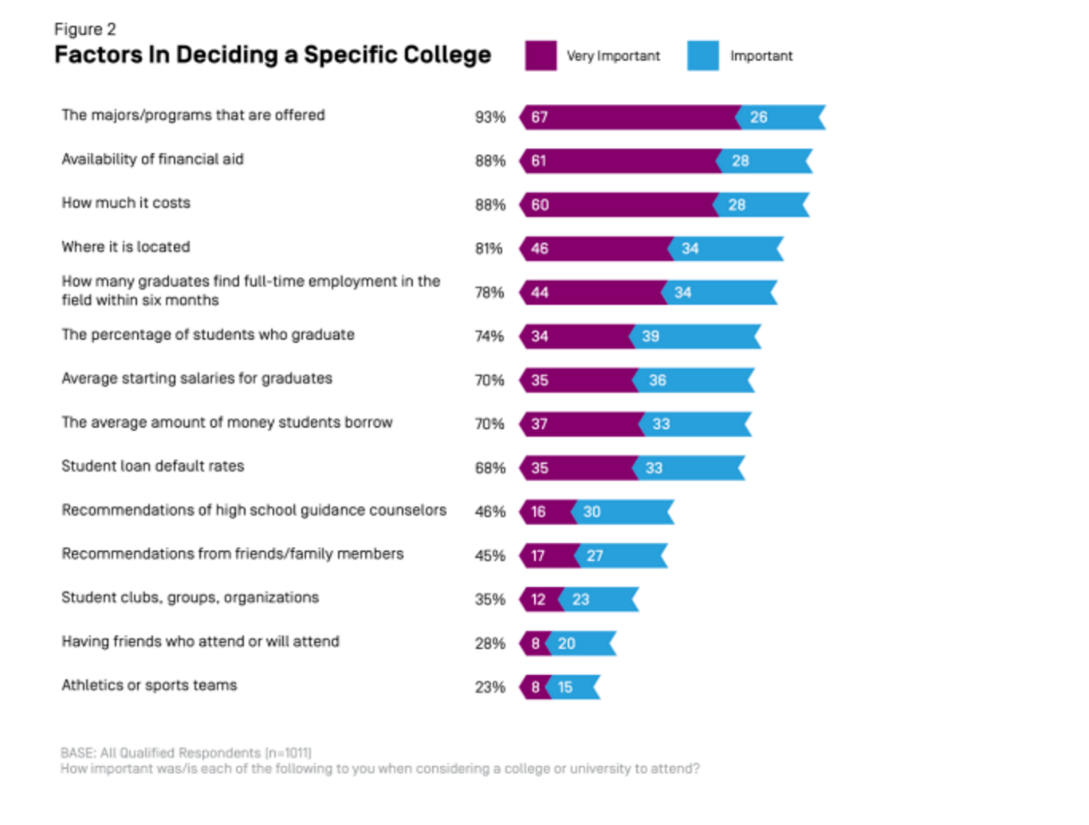 Figure 2
Factors In Deciding a Specific College
Very Important
Important
The majors/programs that are offered 93% 67 26
Availability of financial aid 88% 61 28
How much it costs 88% 60 28
Where it is located 81% 46 34
How many graduates find full-time employment in the
field within six months 78% 44 34
The percentage of students who graduate 74% 34 39
Average starting salaries for graduates 70% 35 36
The average amount of money students borrow 70% 37 33
Student loan default rates 68% 35 33
Recommendations of high school guidance counselors 46% 16 30
Recommendations from friends/family members 45% 17 27
Student clubs, groups, organizations 35% 12 23
Having friends who attend or will attend 28% 8 20
Athletics or sports teams 23% 8 15
BASE: All Qualified Respondents (n=1011)
How important was/is each of the following to you when considering a college or university to attend?